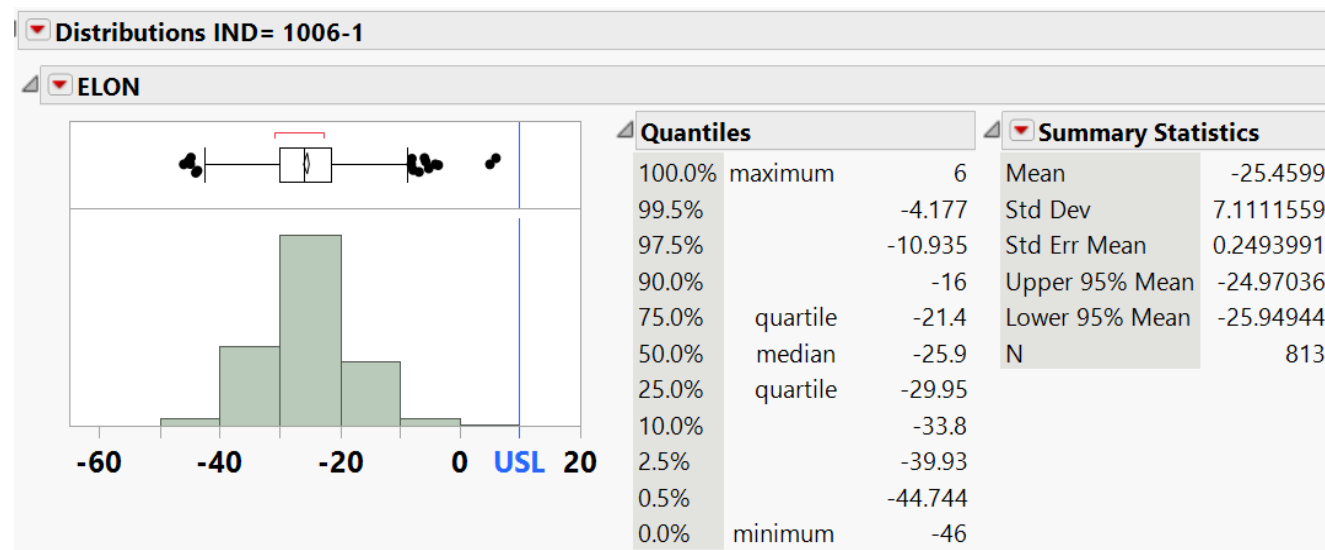 Distributions IND= 1006-1
ELON
-60 -40 -20 0 USL 20
Quantiles
100.0% maximum 6
99.5% -4.177
97.5% -10.935
90.0% -16
75.0% quartile -21.4
50.0% median -25.9
25.0% quartile -29.95
10.0% -33.8
2.5% -39.93
0.5% -44.744
0.0% minimum -46
Summary Statistics
Mean -25.4599
Std Dev 7.1111559
Std Err Mean 0.2493991
Upper 95% Mean -24.97036
Lower 95% Mean -25.94944
N 813